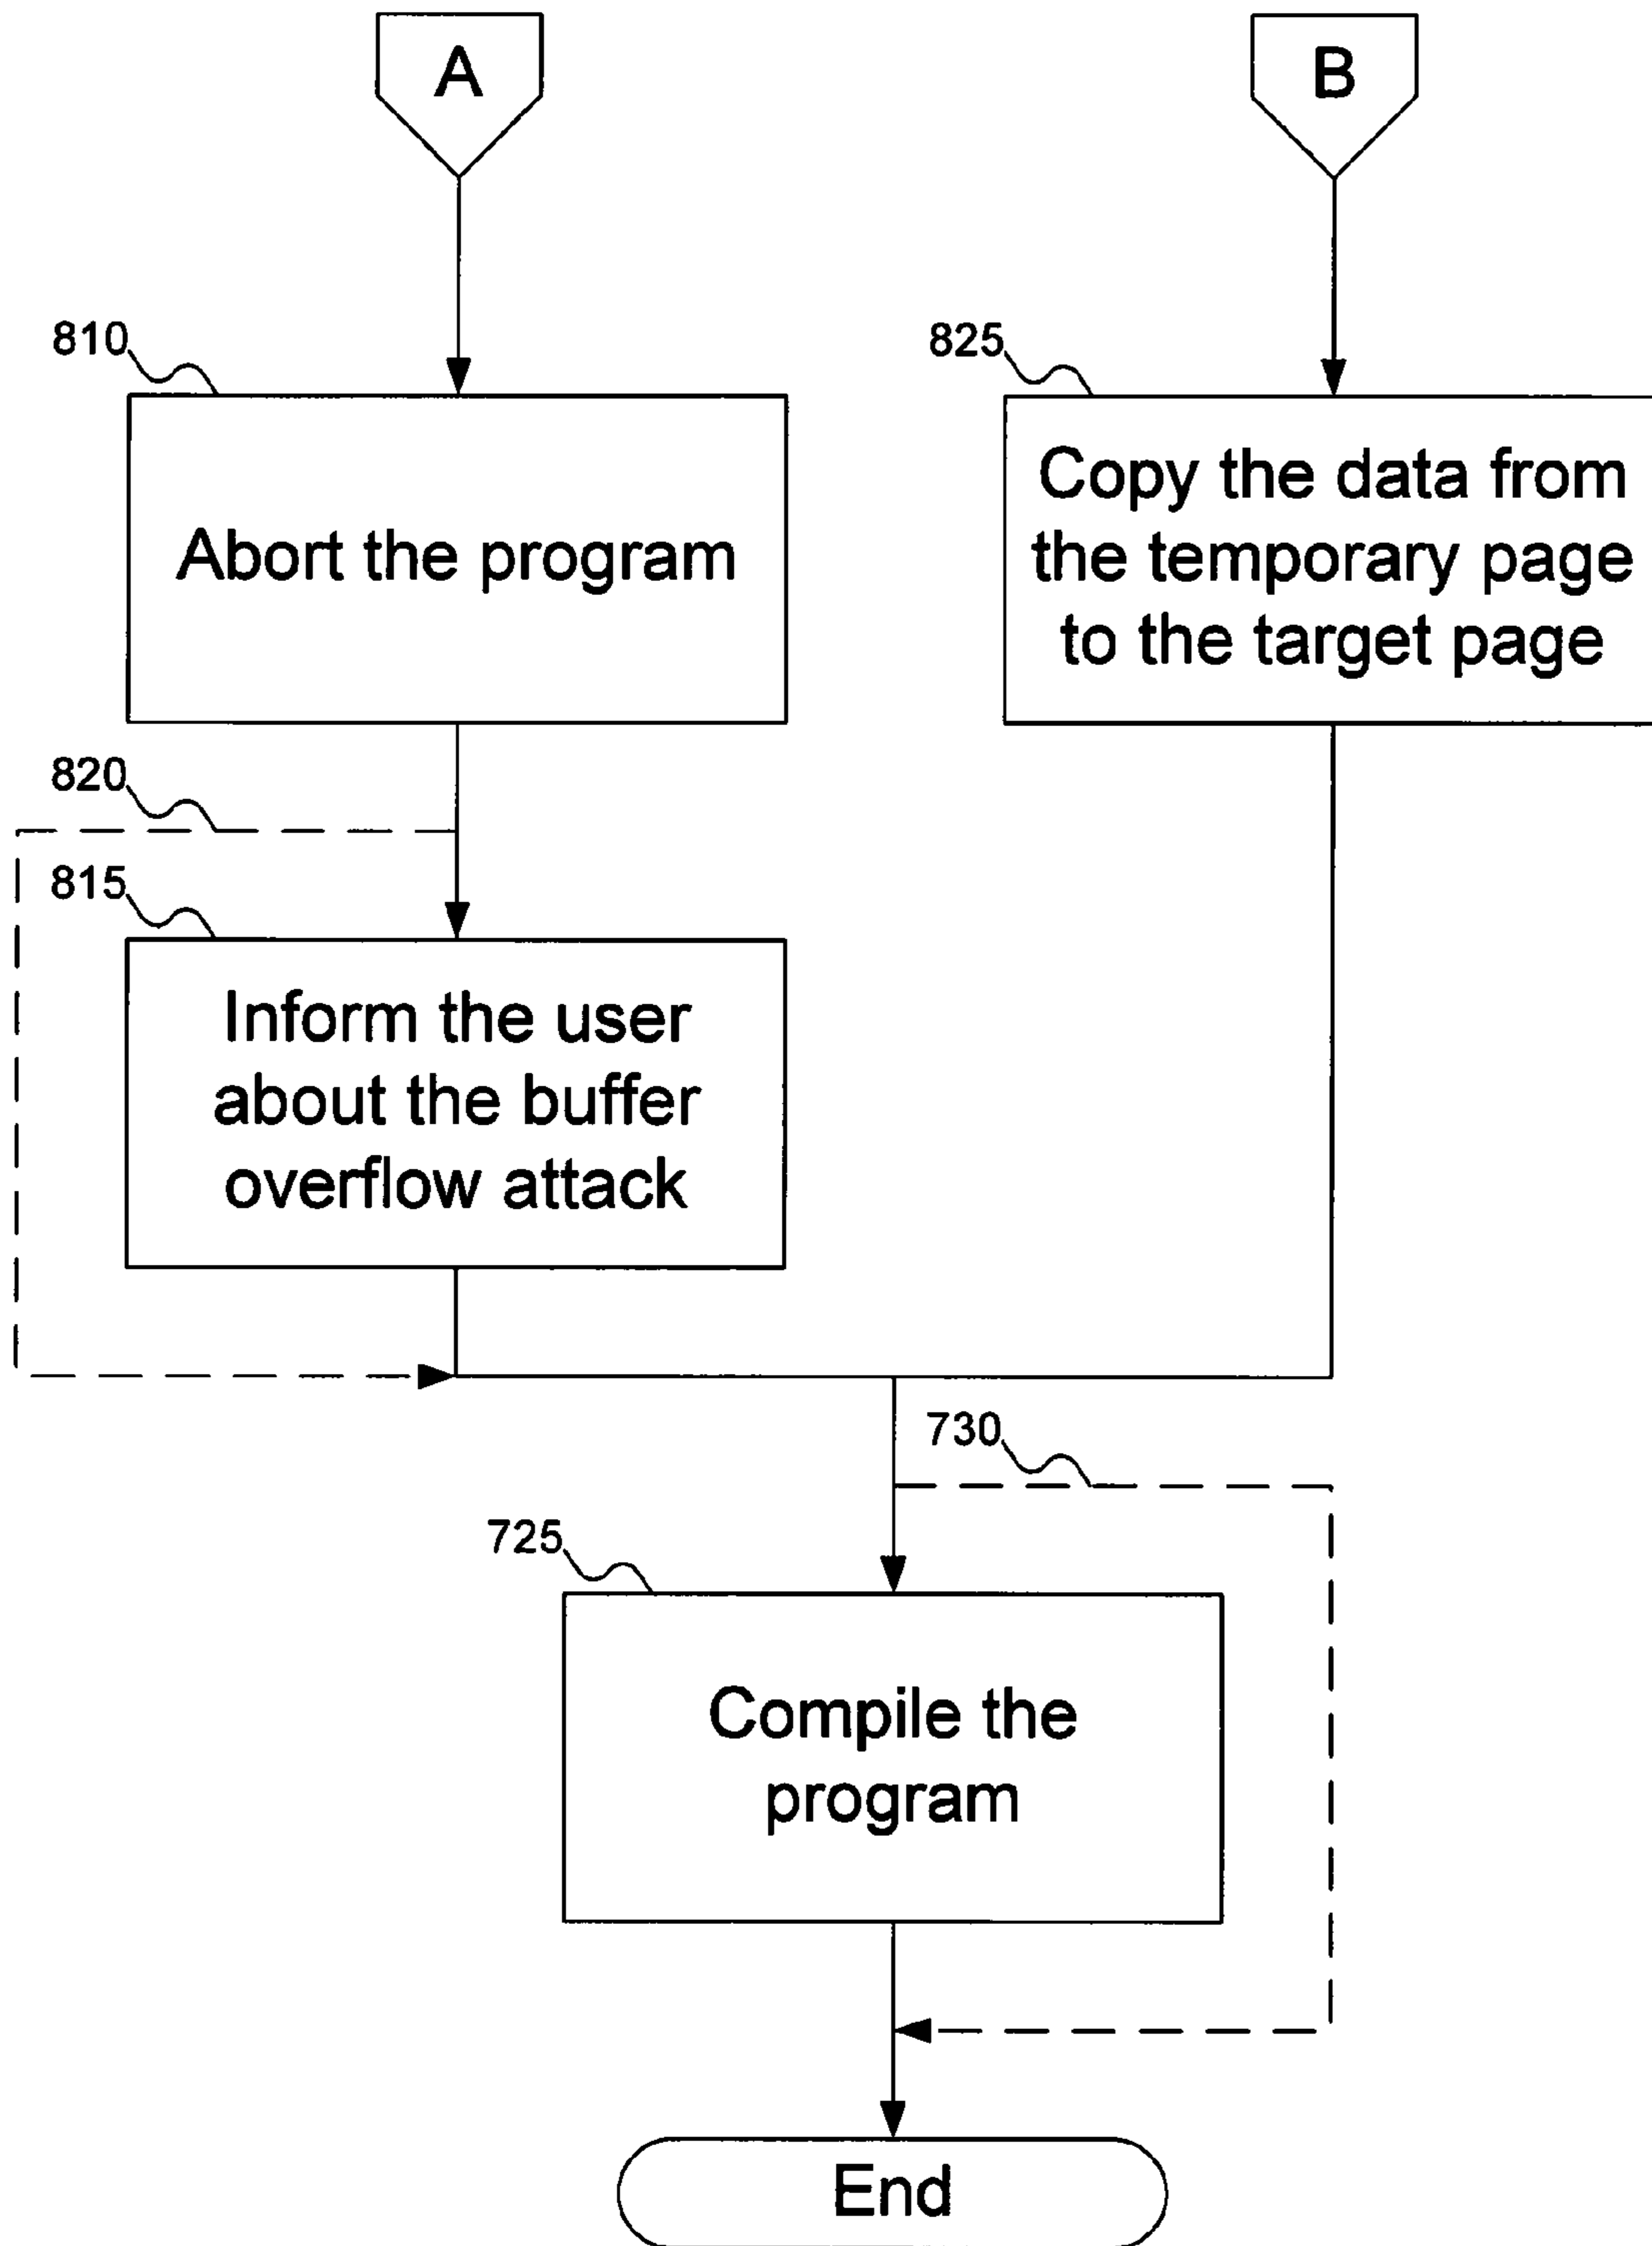 A
B
810
Abort the program
825
Copy the data from
the temporary page
to the target page
820
815
Inform the user
about the buffer
overflow attack
730
725
Compile the
program
End